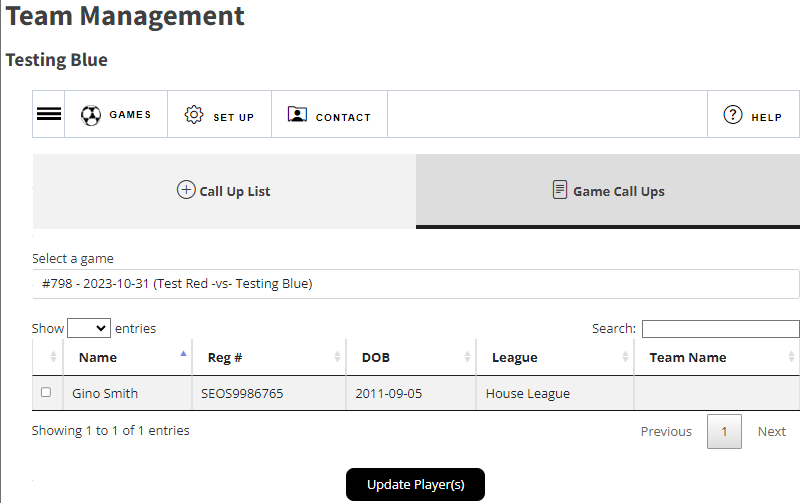 Team Management
Testing Blue
GAMES SET UP CONTACT ? HELP
Call Up List Game Call Ups
Select a game
#798 - 2023-10-31 (Test Red -vs- Testing Blue)
Show entries Search:
Name Reg # DOB League Team Name
Gino Smith SEOS9986765 2011-09-05 House League
Showing 1 to 1 of 1 entries Previous 1 Next
Update Player(s)